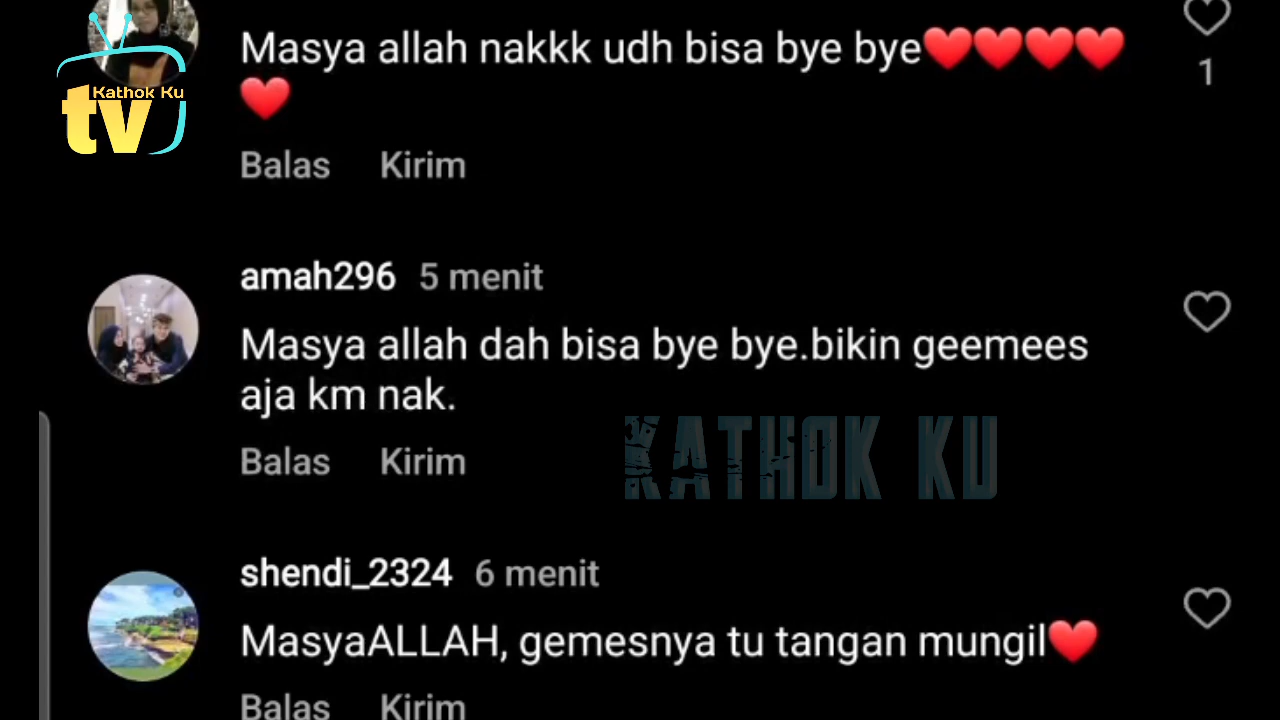 Masya allah nakkk udh bisa bye bye❤️❤️❤️❤️
❤️
1
Kathok Ku
tv
Balas Kirim
amah296 5 menit
Masya allah dah bisa bye bye.bikin geemees
aja km nak.
Balas Kirim
KATHOK KU
shendi_2324 6 menit
MasyaALLAH, gemesnya tu tangan mungil❤️
Balas Kirim